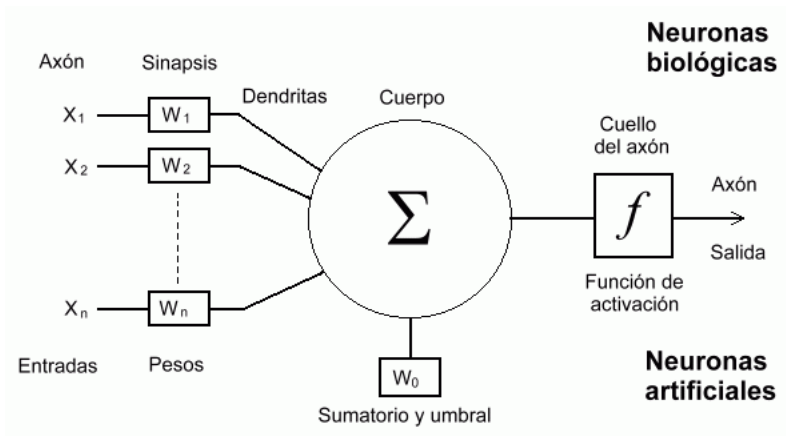 Neuronas
biológicas
Axón
Sinapsis
Dendritas
Cuerpo
Cuello
del axón
X1
W1
X2
W2
Σ
f
Axón
Salida
Función de
activación
Xn
Wn
Entradas
Pesos
W0
Sumatorio y umbral
Neuronas
artificiales